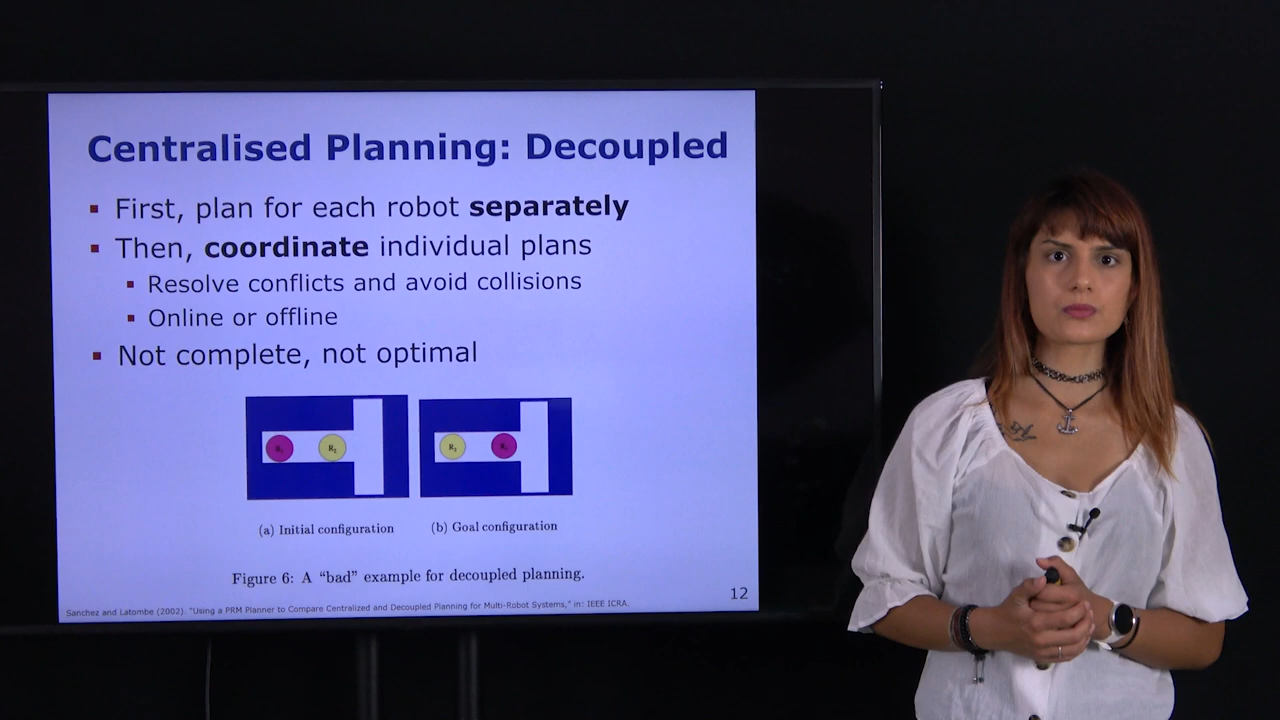 Centralised Planning: Decoupled
First, plan for each robot separately
Then, coordinate individual plans
Resolve conflicts and avoid collisions
Online or offline
Not complete, not optimal
R₂
R₂
(a) Initial configuration
(b) Goal configuration
Figure 6: A “bad” example for decoupled planning.
12
Sanchez and Latombe (2002). "Using a PRM Planner to Compare Centralized and Decoupled Planning for Multi-Robot Systems," in: IEEE ICRA.